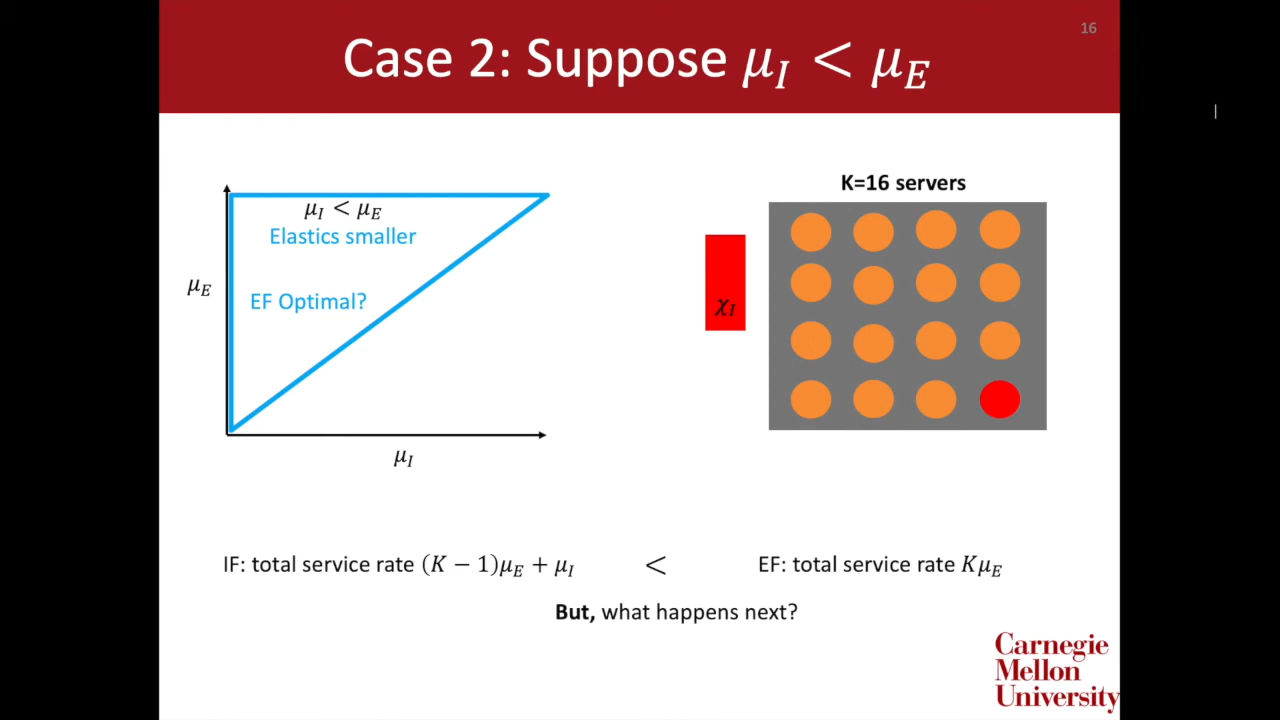 16
Case 2: Suppose μ_I < μ_E
K=16 servers
μ_I < μ_E
Elastics smaller
μ_E
EF Optimal?
χ_I
μ_I
IF: total service rate (K − 1)μ_E + μ_I < EF: total service rate Kμ_E
But, what happens next?
Carnegie
Mellon
University